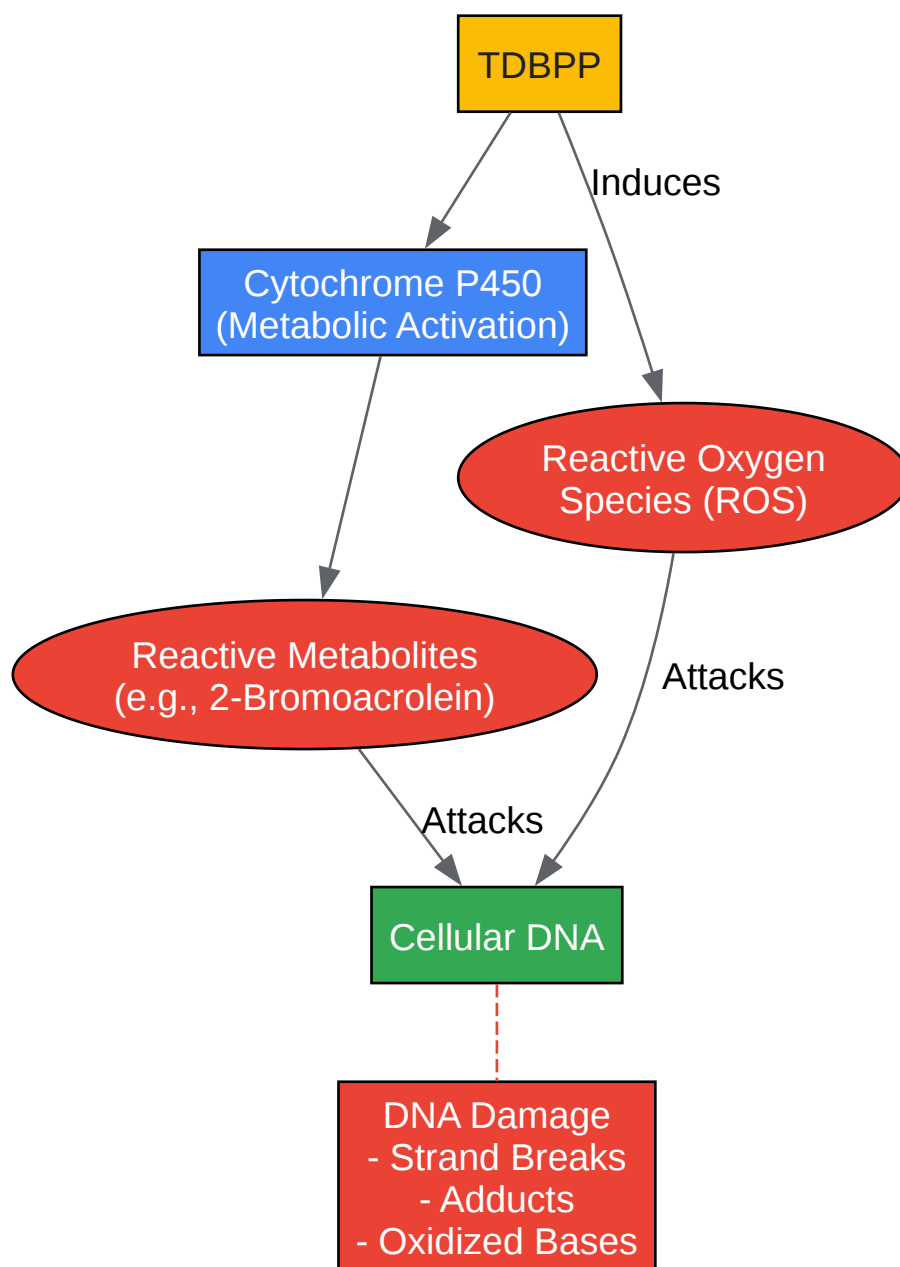 TDBPP
Induces
Cytochrome P450
(Metabolic Activation)
Reactive Oxygen
Species (ROS)
Reactive Metabolites
(e.g., 2-Bromoacrolein)
Attacks
Attacks
Cellular DNA
DNA Damage
- Strand Breaks
- Adducts
- Oxidized Bases